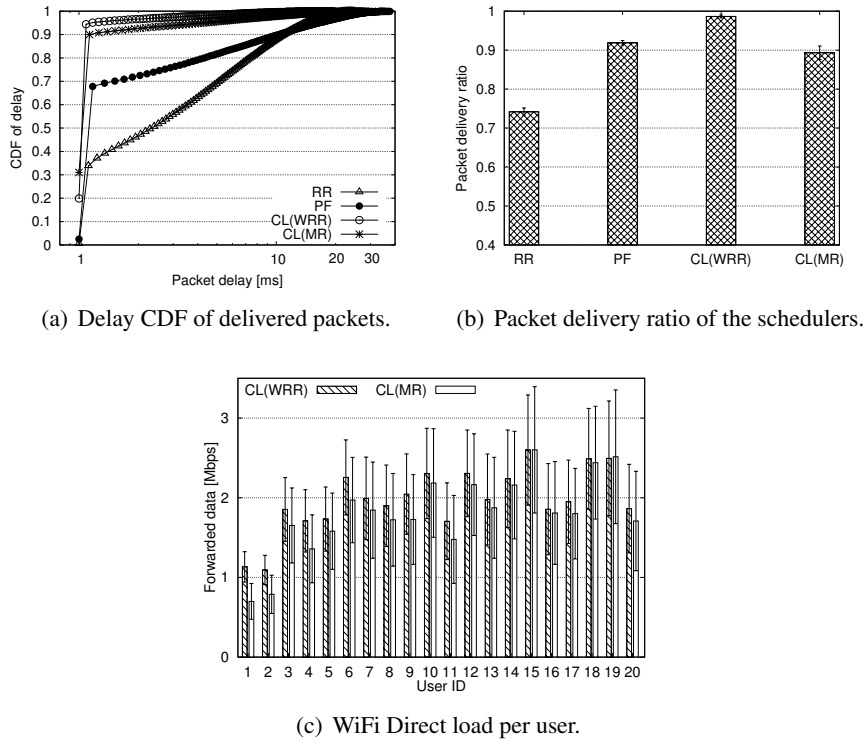 1
0.9
0.8
0.7
0.6
0.5
0.4
0.3
0.2
0.1
0
CDF of delay
RR
PF
CL(WRR)
CL(MR)
1 10 20 30
Packet delay [ms]
(a) Delay CDF of delivered packets.
1
0.9
0.8
0.7
0.6
0.5
0.4
Packet delivery ratio
RR PF CL(WRR) CL(MR)
(b) Packet delivery ratio of the schedulers.
CL(WRR) CL(MR)
3
2
1
0
Forwarded data [Mbps]
1 2 3 4 5 6 7 8 9 10 11 12 13 14 15 16 17 18 19 20
User ID
(c) WiFi Direct load per user.